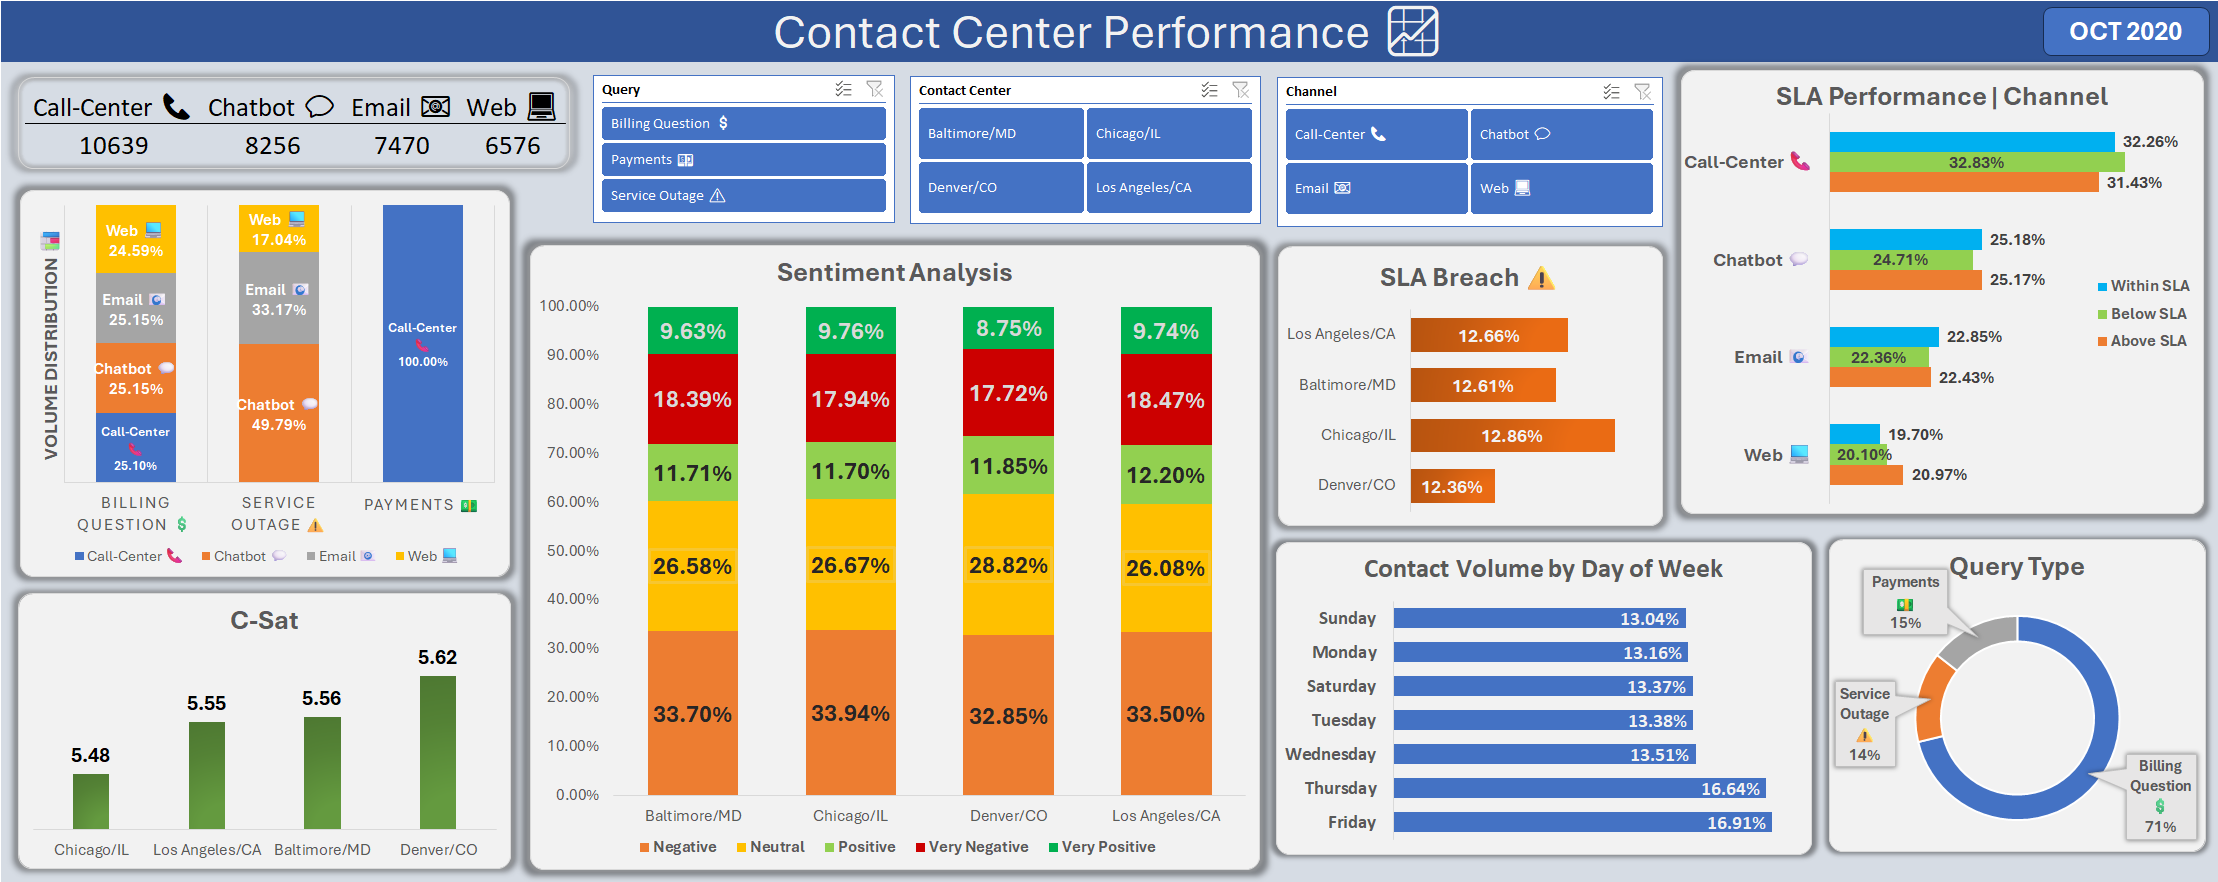 Contact Center Performance
OCT 2020
Call-Center Chatbot Email Web
10639 8256 7470 6576
Query
Billing Question $
Payments
Service Outage
Contact Center
Baltimore/MD Chicago/IL
Denver/CO Los Angeles/CA
Channel
Call-Center Chatbot
Email Web
SLA Performance | Channel
Call-Center
32.26%
32.83%
31.43%
Chatbot
25.18%
24.71%
25.17%
Email
22.85%
22.36%
22.43%
Web
19.70%
20.10%
20.97%
Within SLA
Below SLA
Above SLA
VOLUME DISTRIBUTION
Web
24.59%
Email
25.15%
Chatbot
25.15%
Call-Center
25.10%
Web
17.04%
Email
33.17%
Chatbot
49.79%
Call-Center
100.00%
BILLING
QUESTION $
SERVICE
OUTAGE
PAYMENTS
Call-Center Chatbot Email Web
Sentiment Analysis
100.00%
90.00%
80.00%
70.00%
60.00%
50.00%
40.00%
30.00%
20.00%
10.00%
0.00%
9.63% 9.76% 8.75% 9.74%
18.39% 17.94% 17.72% 18.47%
11.71% 11.70% 11.85% 12.20%
26.58% 26.67% 28.82% 26.08%
33.70% 33.94% 32.85% 33.50%
Baltimore/MD Chicago/IL Denver/CO Los Angeles/CA
Negative Neutral Positive Very Negative Very Positive
SLA Breach
Los Angeles/CA 12.66%
Baltimore/MD 12.61%
Chicago/IL 12.86%
Denver/CO 12.36%
C-Sat
5.48
5.55
5.56
5.62
Chicago/IL Los Angeles/CA Baltimore/MD Denver/CO
Contact Volume by Day of Week
Sunday 13.04%
Monday 13.16%
Saturday 13.37%
Tuesday 13.38%
Wednesday 13.51%
Thursday 16.64%
Friday 16.91%
Query Type
Payments
15%
Service
Outage
14%
Billing
Question
$
71%